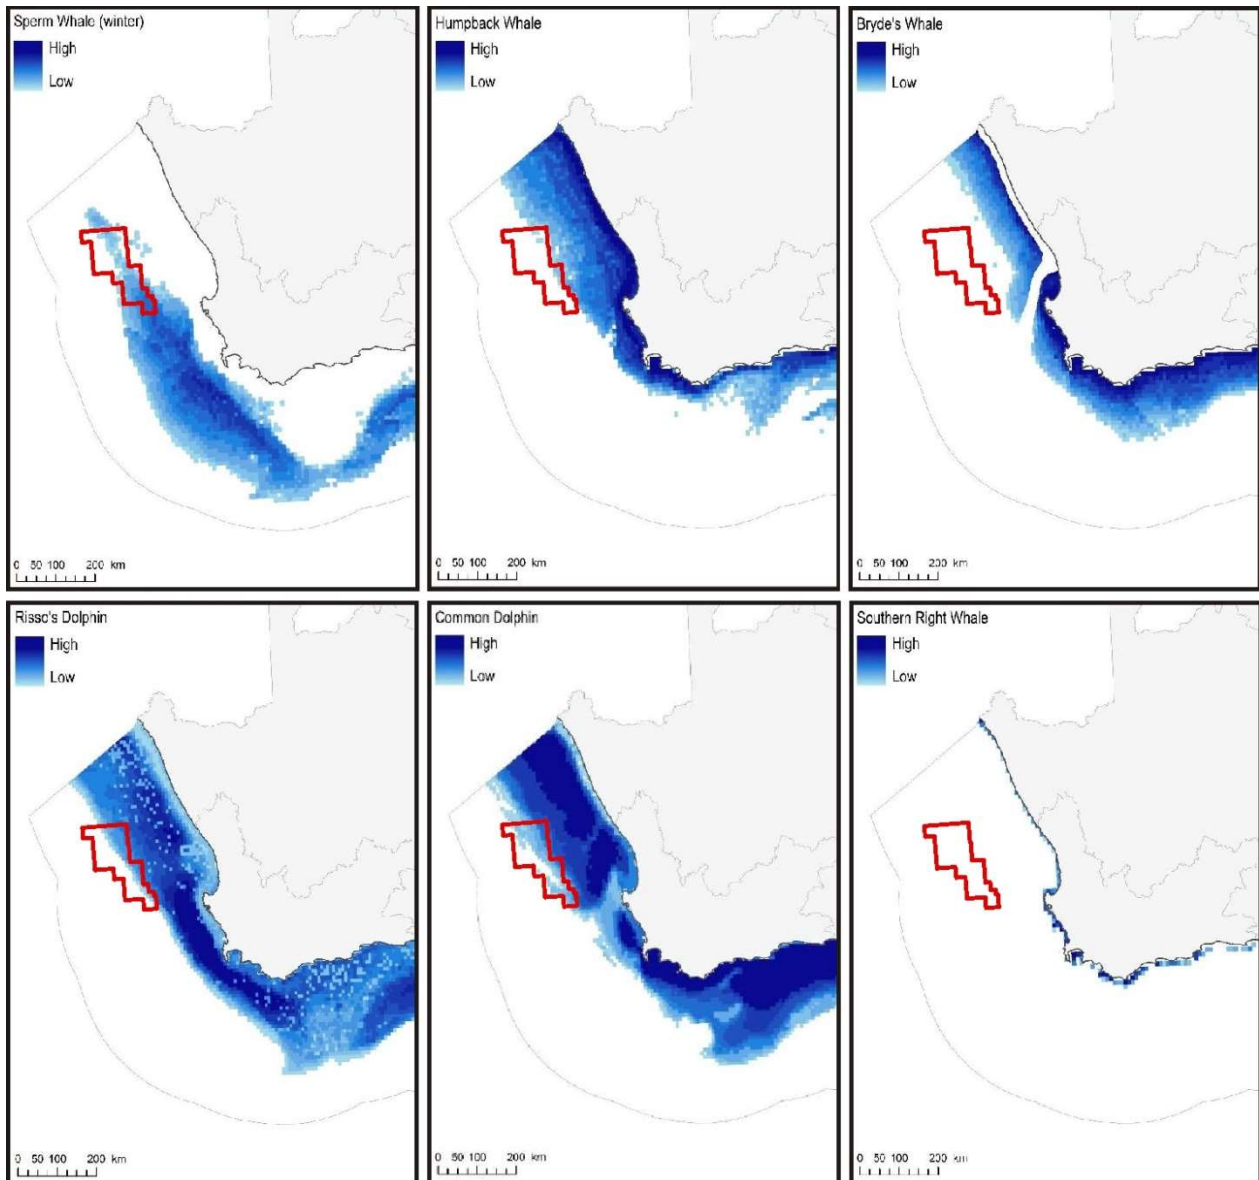 Sperm Whale (winter)
High
Low
0 50 100 200 km
Humpback Whale
High
Low
0 50 100 200 km
Bryde's Whale
High
Low
0 50 100 200 km
Risso's Dolphin
High
Low
0 50 100 200 km
Common Dolphin
High
Low
0 50 100 200 km
Southern Right Whale
High
Low
0 50 100 200 km